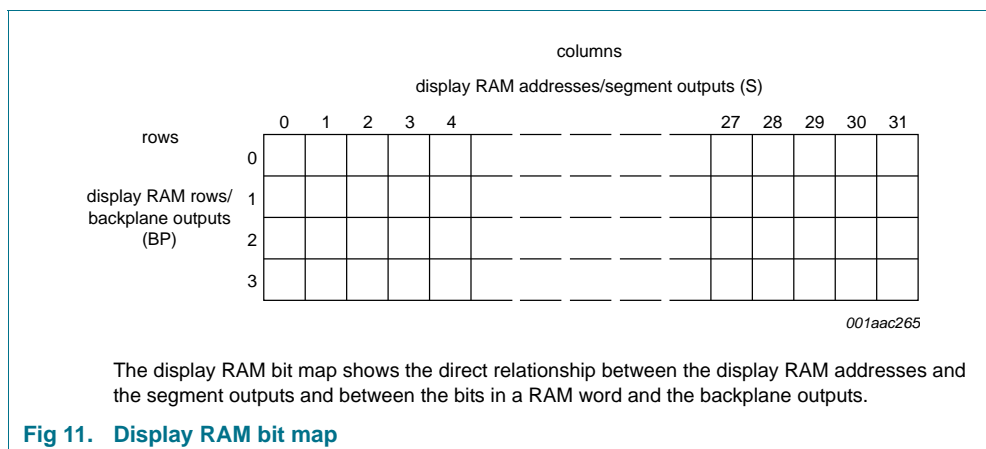 columns
display RAM addresses/segment outputs (S)
0 1 2 3 4 27 28 29 30 31
rows
0
display RAM rows/ 1
backplane outputs
(BP) 2
3
001aac265
The display RAM bit map shows the direct relationship between the display RAM addresses and
the segment outputs and between the bits in a RAM word and the backplane outputs.
Fig 11. Display RAM bit map